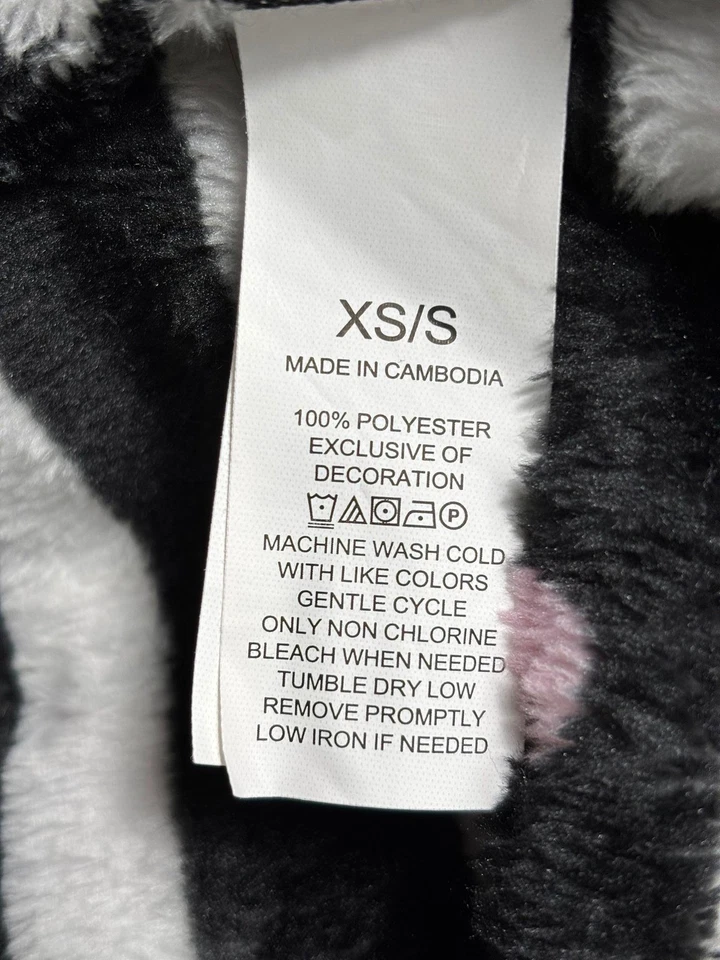 XS/S
MADE IN CAMBODIA
100% POLYESTER
EXCLUSIVE OF
DECORATION
P
MACHINE WASH COLD
WITH LIKE COLORS
GENTLE CYCLE
ONLY NON CHLORINE
BLEACH WHEN NEEDED
TUMBLE DRY LOW
REMOVE PROMPTLY
LOW IRON IF NEEDED